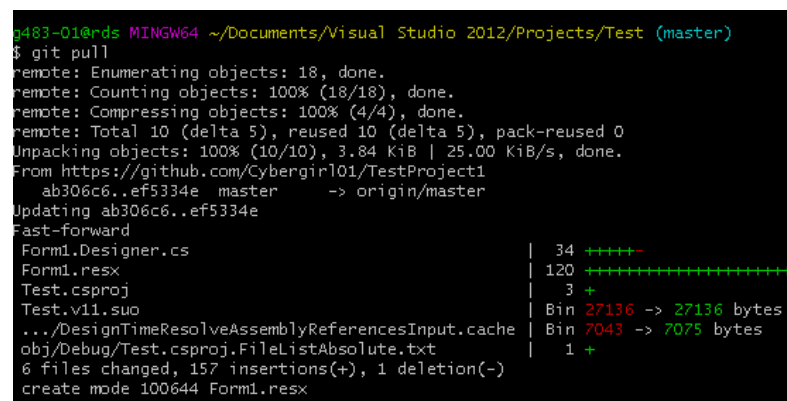 g483-01@rds MINGW64 ~/Documents/Visual Studio 2012/Projects/Test (master)
$ git pull
remote: Enumerating objects: 18, done.
remote: Counting objects: 100% (18/18), done.
remote: Compressing objects: 100% (4/4), done.
remote: Total 10 (delta 5), reused 10 (delta 5), pack-reused 0
Unpacking objects: 100% (10/10), 3.84 KiB | 25.00 KiB/s, done.
From https://github.com/Cybergirl01/TestProject1
   ab306c6..ef5334e  master     -> origin/master
Updating ab306c6..ef5334e
Fast-forward
 Form1.Designer.cs                                  |  34 +++++-
 Form1.resx                                         | 120 +++++++++++++++++++++++
 Test.csproj                                        |   3 +
 Test.v11.suo                                       | Bin 27136 -> 27136 bytes
 .../DesignTimeResolveAssemblyReferencesInput.cache | Bin 7043 -> 7075 bytes
 obj/Debug/Test.csproj.FileListAbsolute.txt         |   1 +
 6 files changed, 157 insertions(+), 1 deletion(-)
 create mode 100644 Form1.resx